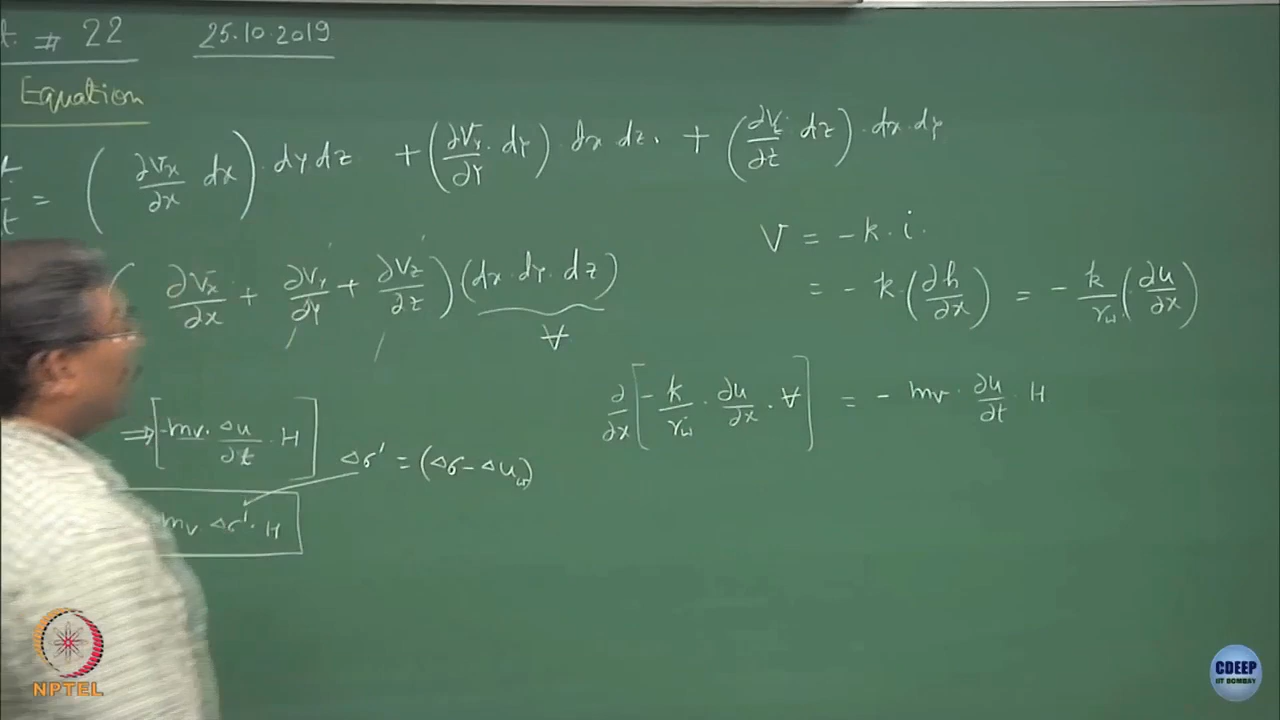 t. # 22 25.10.2019
Equation
= (∂Vx/∂x dx) · dy dz + (∂Vy/∂y · dy) · dx dz. + (∂Vz/∂z · dz) · dx · dy
(∂Vx/∂x + ∂Vy/∂y + ∂Vz/∂z)(dx · dy · dz)
V
V = -k · i.
= -k · (∂h/∂x) = -k/γw (∂u/∂x)
∂/∂x [-k/γw · ∂u/∂x · V] = -mv · ∂u/∂t · H
⇒ [-mv · Δu/∂t · H]
Δσ' = (Δσ - Δuw)
mv · Δσ' · H
NPTEL
CDEEP
IIT BOMBAY